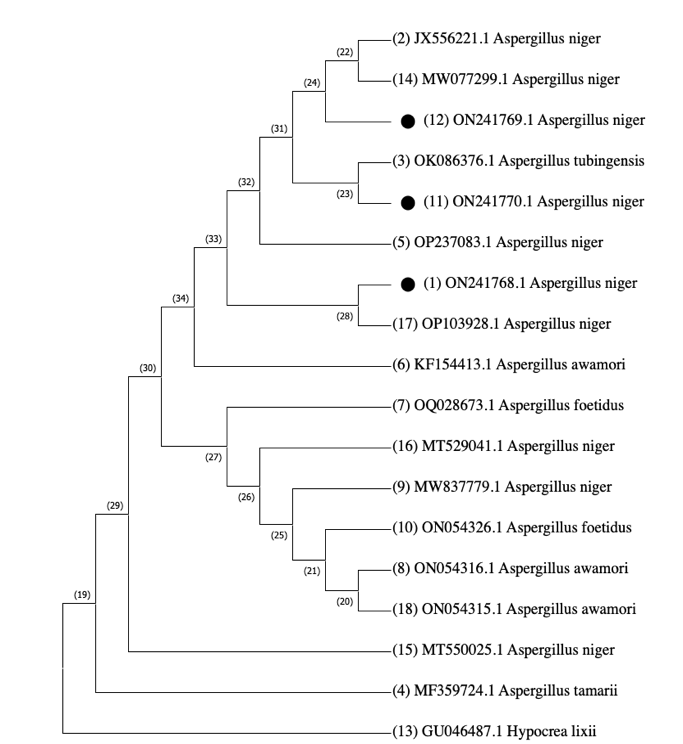 (2) JX556221.1 Aspergillus niger
(22)
(14) MW077299.1 Aspergillus niger
(24)
(12) ON241769.1 Aspergillus niger
(31)
(3) OK086376.1 Aspergillus tubingensis
(32)
(23)
(11) ON241770.1 Aspergillus niger
(33)
(5) OP237083.1 Aspergillus niger
(1) ON241768.1 Aspergillus niger
(34)
(28)
(17) OP103928.1 Aspergillus niger
(6) KF154413.1 Aspergillus awamori
(30)
(7) OQ028673.1 Aspergillus foetidus
(27)
(16) MT529041.1 Aspergillus niger
(26)
(9) MW837779.1 Aspergillus niger
(29)
(25)
(10) ON054326.1 Aspergillus foetidus
(21)
(8) ON054316.1 Aspergillus awamori
(19)
(20)
(18) ON054315.1 Aspergillus awamori
(15) MT550025.1 Aspergillus niger
(4) MF359724.1 Aspergillus tamarii
(13) GU046487.1 Hypocrea lixii